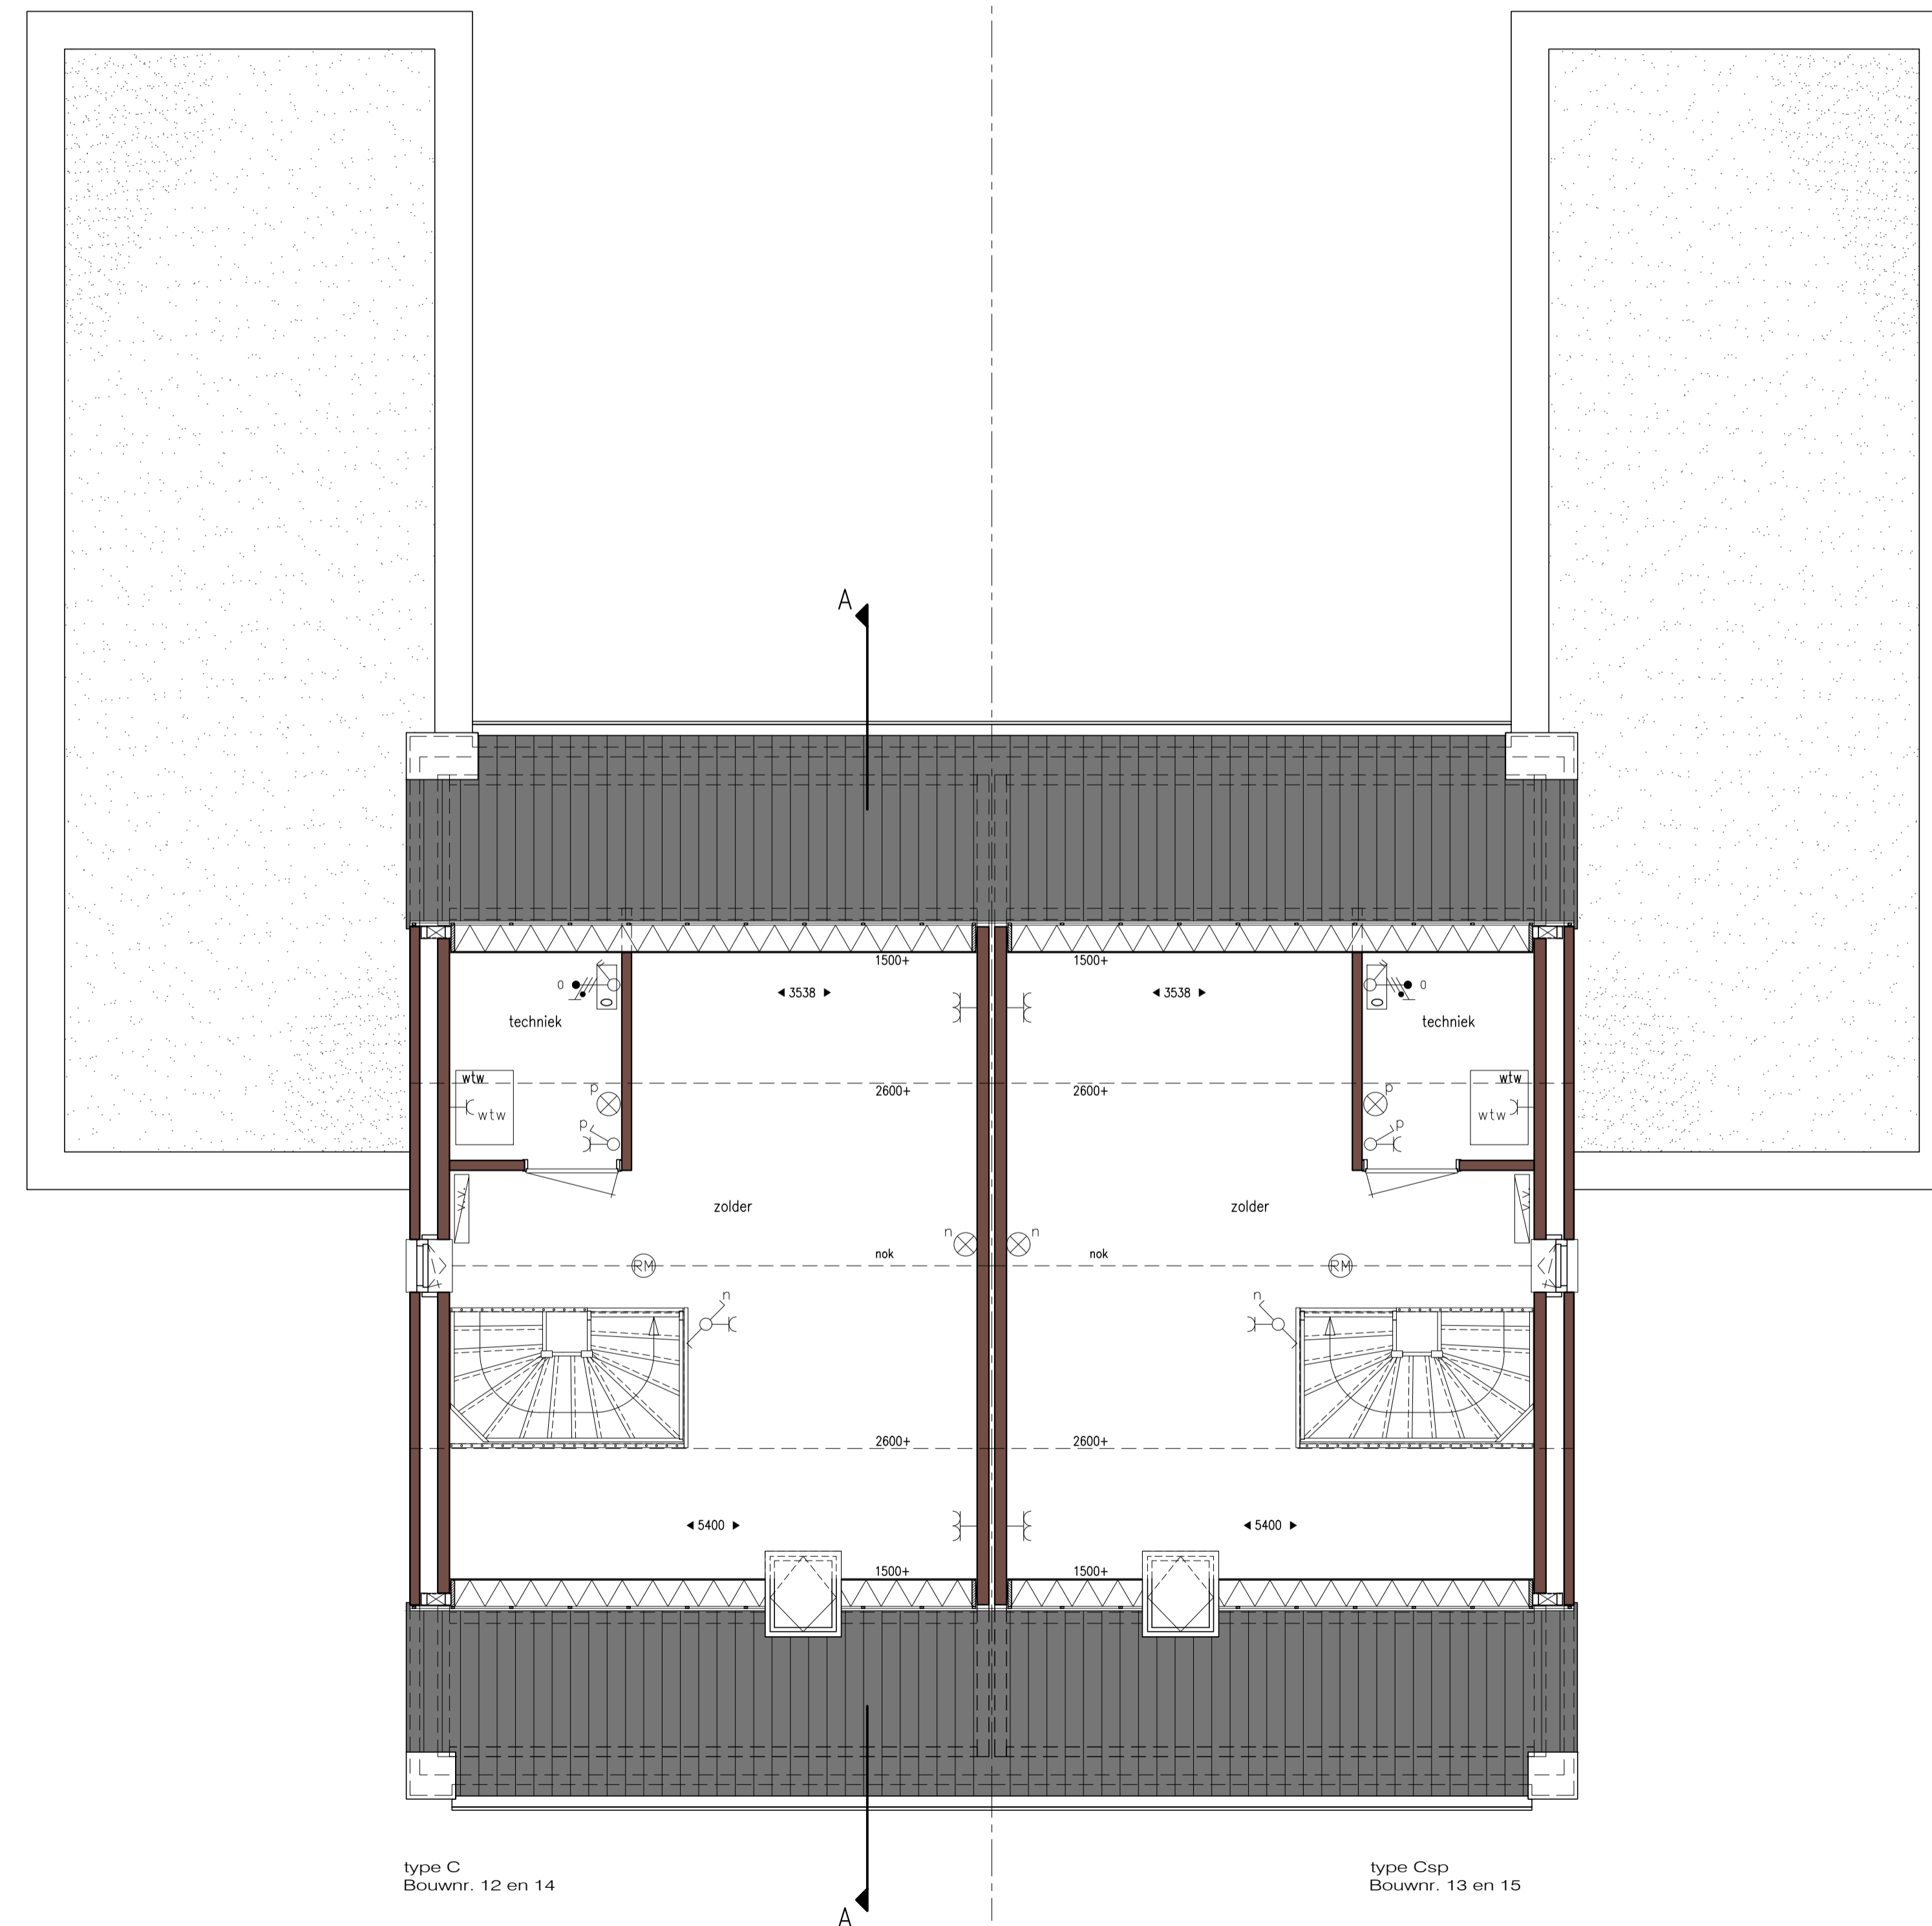 A
1500+ 1500+
0 3538 3538 0
techniek techniek
wtw wtw
p 2600+ 2600+ p
wtw wtw
p p
v.v. zolder zolder v.v.
n n
nok nok
RM RM
n n
2600+ 2600+
5400 5400
1500+ 1500+
type C type Csp
Bouwnr. 12 en 14 Bouwnr. 13 en 15
A